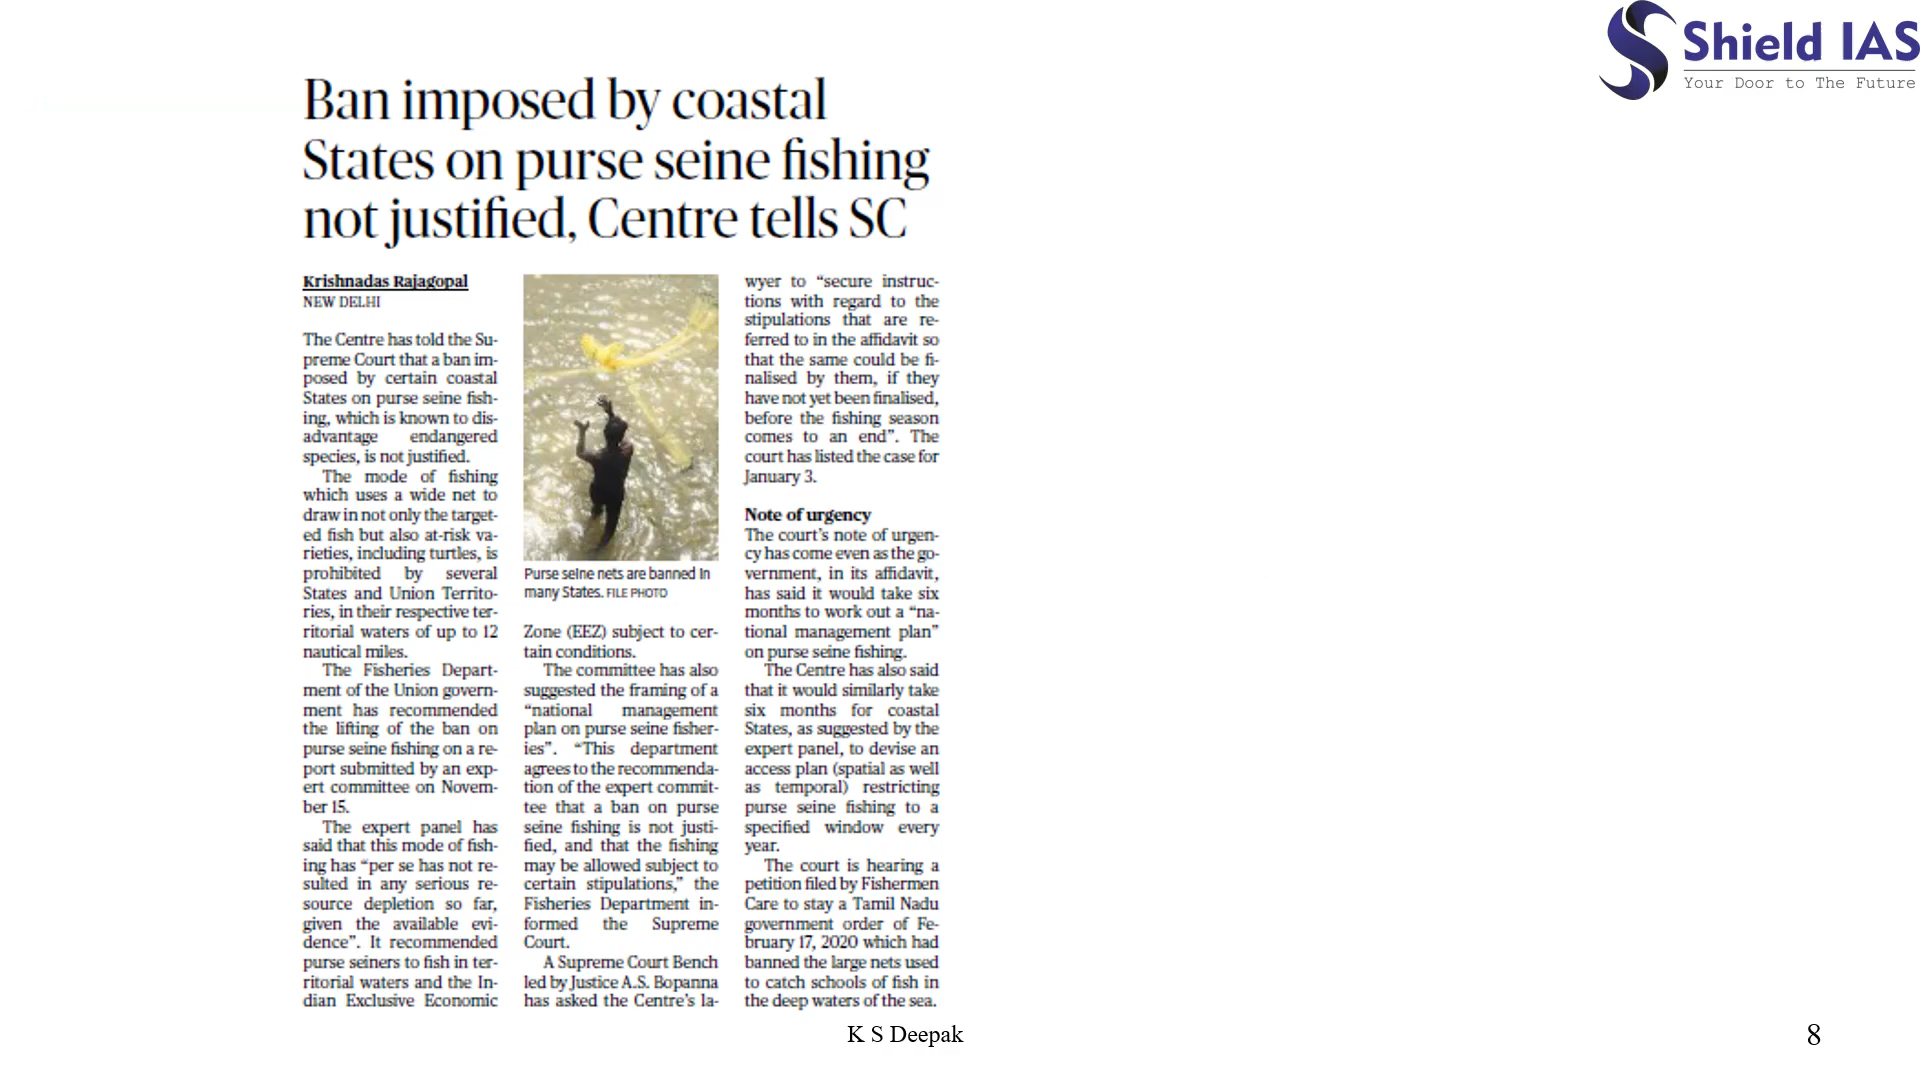 Shield IAS
Your Door to The Future
Ban imposed by coastal
States on purse seine fishing
not justified, Centre tells SC
Krishnadas Rajagopal
NEW DELHI
The Centre has told the Su-
preme Court that a ban im-
posed by certain coastal
States on purse seine fish-
ing, which is known to dis-
advantage endangered
species, is not justified.
The mode of fishing
which uses a wide net to
draw in not only the target-
ed fish but also at-risk va-
rieties, including turtles, is
prohibited by several
States and Union Territo-
ries, in their respective ter-
ritorial waters of up to 12
nautical miles.
The Fisheries Depart-
ment of the Union govern-
ment has recommended
the lifting of the ban on
purse seine fishing on a re-
port submitted by an exp-
ert committee on Novem-
ber 15.
The expert panel has
said that this mode of fish-
ing has “per se has not re-
sulted in any serious re-
source depletion so far,
given the available evi-
dence”. It recommended
purse seiners to fish in ter-
ritorial waters and the In-
dian Exclusive Economic
Purse seine nets are banned in
many States. FILE PHOTO
Zone (EEZ) subject to cer-
tain conditions.
The committee has also
suggested the framing of a
“national management
plan on purse seine fisher-
ies”. “This department
agrees to the recommenda-
tion of the expert commit-
tee that a ban on purse
seine fishing is not justi-
fied, and that the fishing
may be allowed subject to
certain stipulations,” the
Fisheries Department in-
formed the Supreme
Court.
A Supreme Court Bench
led by Justice A.S. Bopanna
has asked the Centre’s la-
wyer to “secure instruc-
tions with regard to the
stipulations that are re-
ferred to in the affidavit so
that the same could be fi-
nalised by them, if they
have not yet been finalised,
before the fishing season
comes to an end”. The
court has listed the case for
January 3.
Note of urgency
The court’s note of urgen-
cy has come even as the go-
vernment, in its affidavit,
has said it would take six
months to work out a “na-
tional management plan”
on purse seine fishing.
The Centre has also said
that it would similarly take
six months for coastal
States, as suggested by the
expert panel, to devise an
access plan (spatial as well
as temporal) restricting
purse seine fishing to a
specified window every
year.
The court is hearing a
petition filed by Fishermen
Care to stay a Tamil Nadu
government order of Fe-
bruary 17, 2020 which had
banned the large nets used
to catch schools of fish in
the deep waters of the sea.
K S Deepak
8